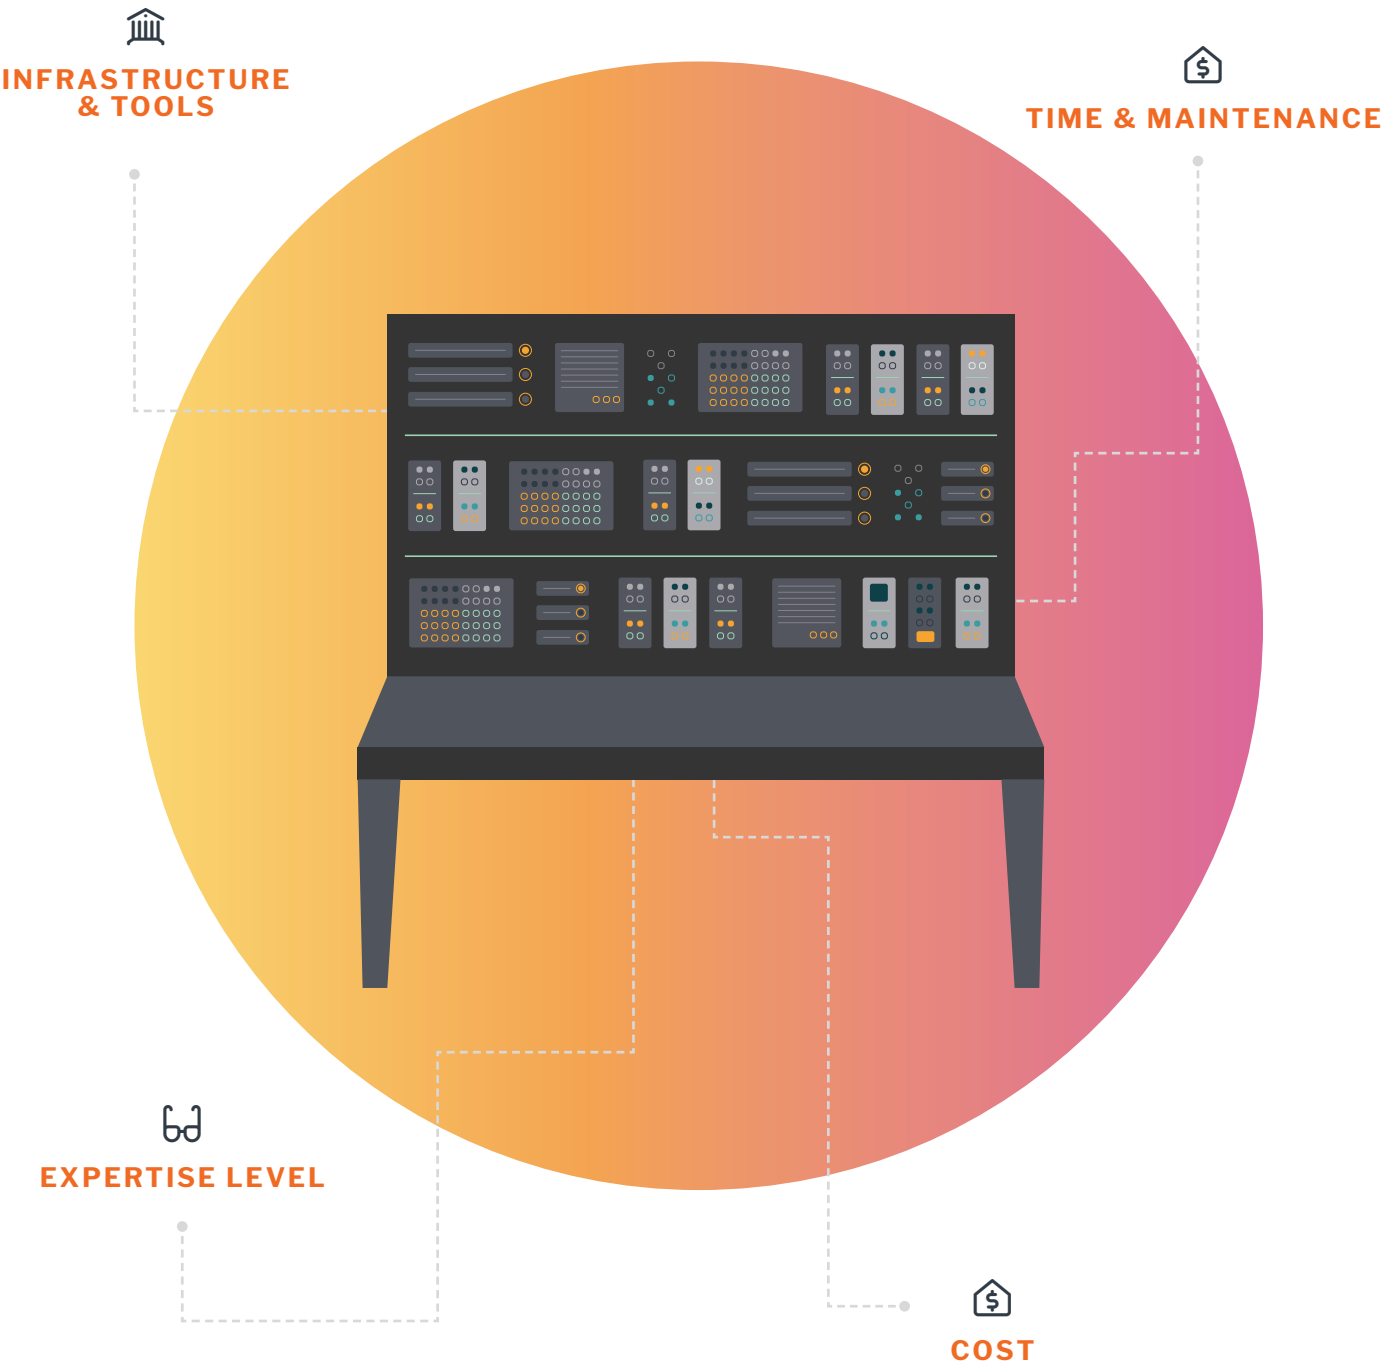 INFRASTRUCTURE
& TOOLS
TIME & MAINTENANCE
EXPERTISE LEVEL
COST